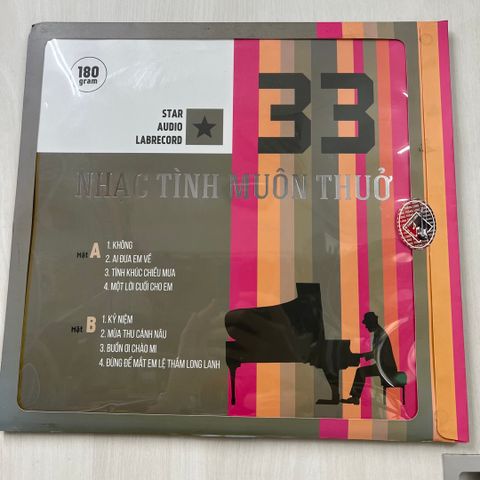 180
gram
STAR
AUDIO
LABRECORD
33
NHẠC TÌNH MUÔN THUỞ
Mặt A
1. KHÔNG
2. AI ĐƯA EM VỀ
3. TÌNH KHÚC CHIỀU MƯA
4. MỘT LỜI CUỐI CHO EM
Mặt B
1. KỶ NIỆM
2. MÙA THU CÁNH NÂU
3. BUỒN ƠI CHÀO MI
4. ĐỪNG ĐỂ MẮT EM LỆ THẮM LONG LANH